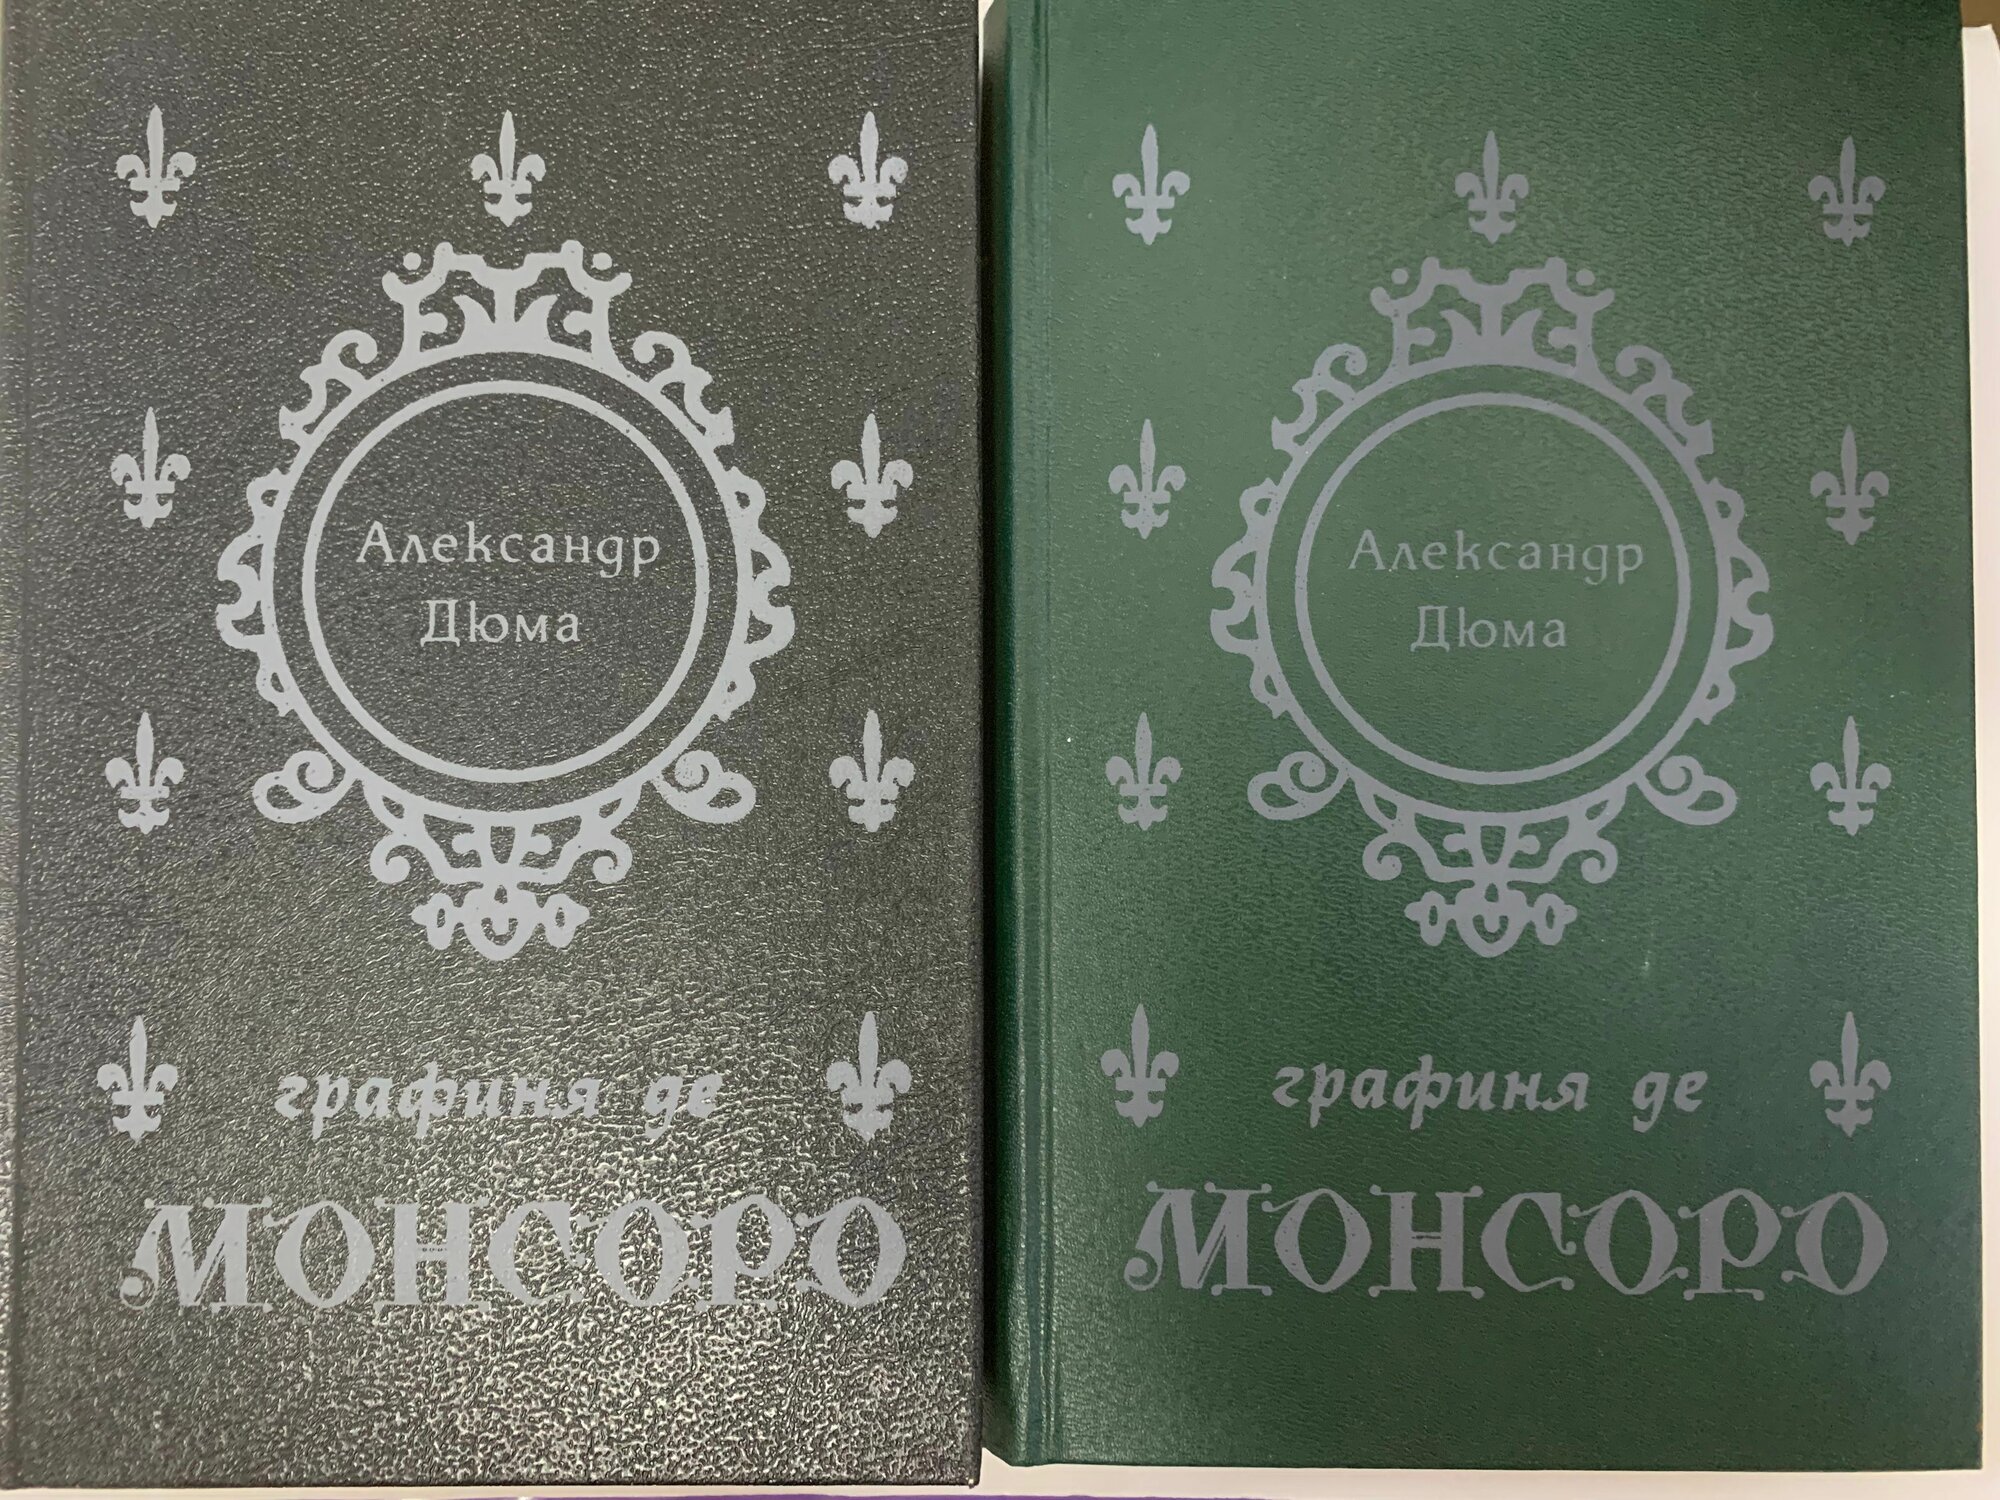 Александр
Дюма
графиня де
МОНСОРО
Александр
Дюма
графиня де
МОНСОРО